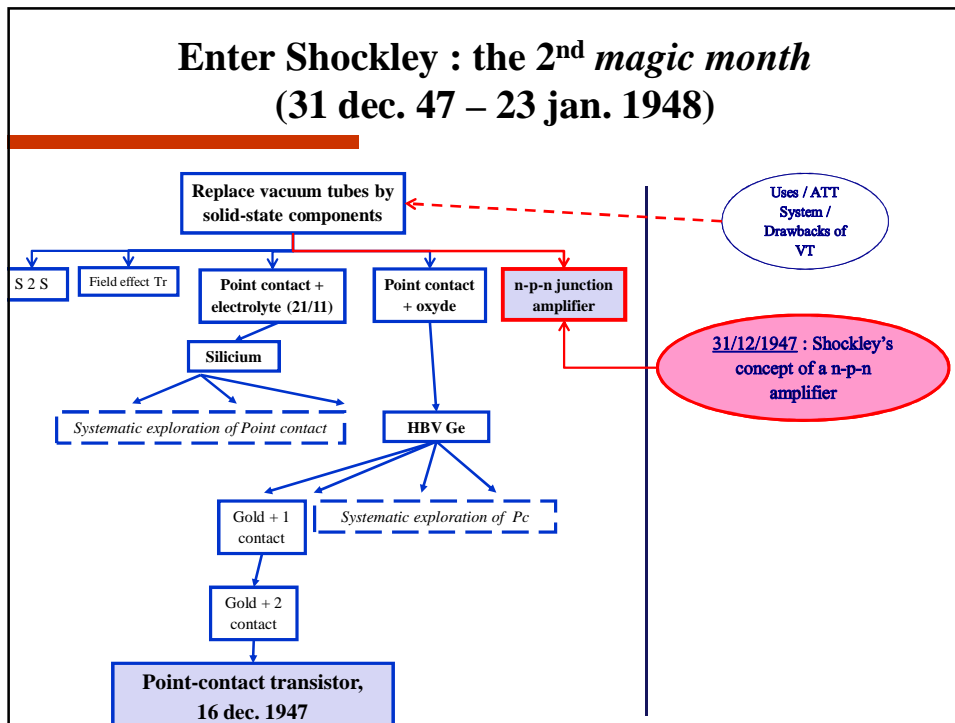 Enter Shockley : the 2nd magic month
(31 dec. 47 – 23 jan. 1948)
Replace vacuum tubes by
solid-state components
Uses / ATT
System /
Drawbacks of
VT
S 2 S
Field effect Tr
Point contact +
electrolyte (21/11)
Point contact
+ oxyde
n-p-n junction
amplifier
31/12/1947 : Shockley's
concept of a n-p-n
amplifier
Silicium
Systematic exploration of Point contact
HBV Ge
Gold + 1
contact
Systematic exploration of Pc
Gold + 2
contact
Point-contact transistor,
16 dec. 1947